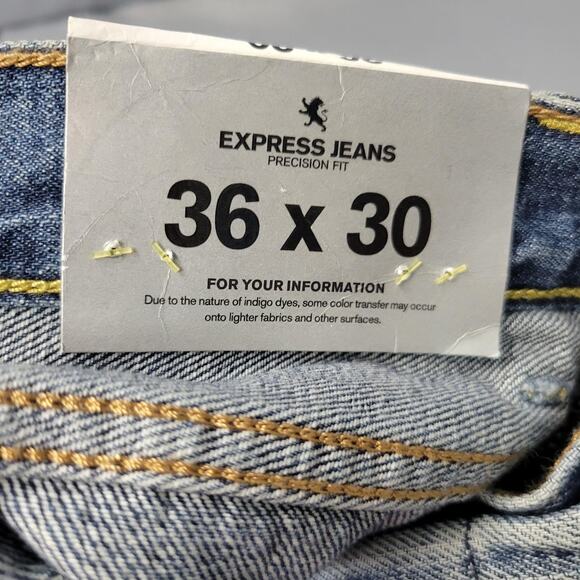 EXPRESS JEANS
PRECISION FIT
36 x 30
FOR YOUR INFORMATION
Due to the nature of indigo dyes, some color transfer may occur
onto lighter fabrics and other surfaces.